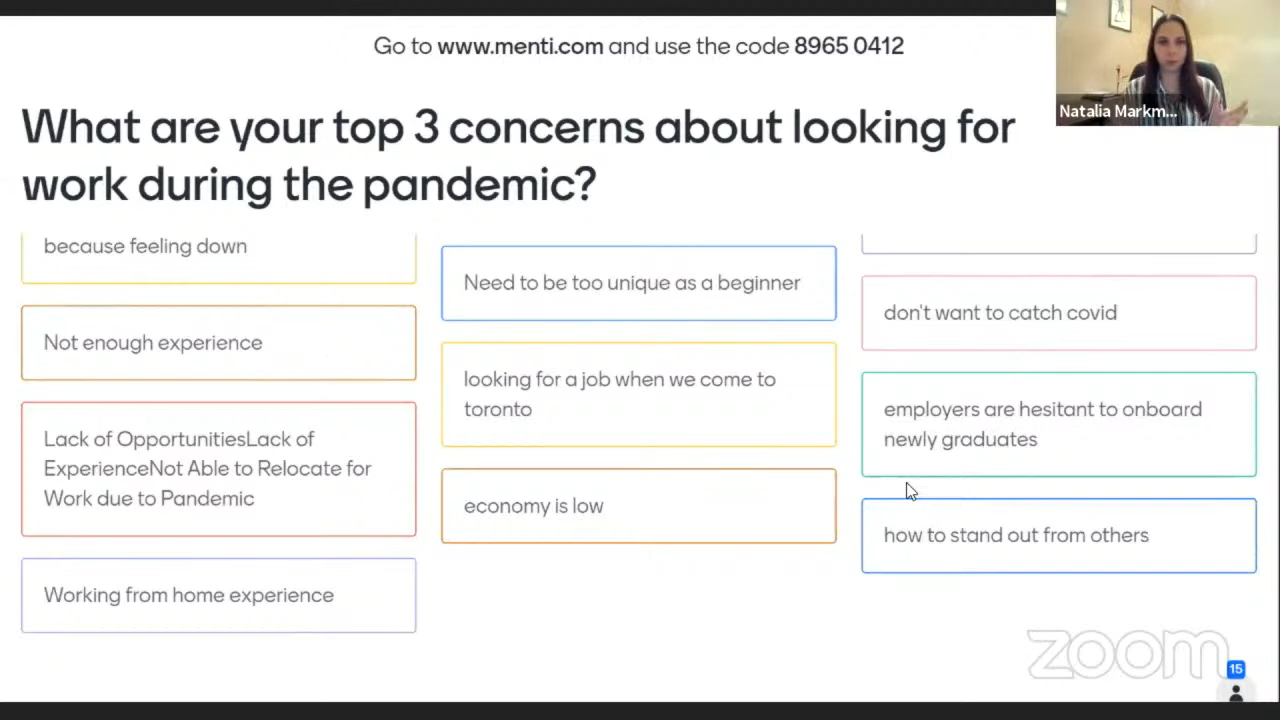 Go to www.menti.com and use the code 8965 0412
Natalia Markm...
What are your top 3 concerns about looking for
work during the pandemic?
because feeling down
Not enough experience
Lack of OpportunitiesLack of
ExperienceNot Able to Relocate for
Work due to Pandemic
Working from home experience
Need to be too unique as a beginner
looking for a job when we come to
toronto
economy is low
don't want to catch covid
employers are hesitant to onboard
newly graduates
how to stand out from others
zoom
15